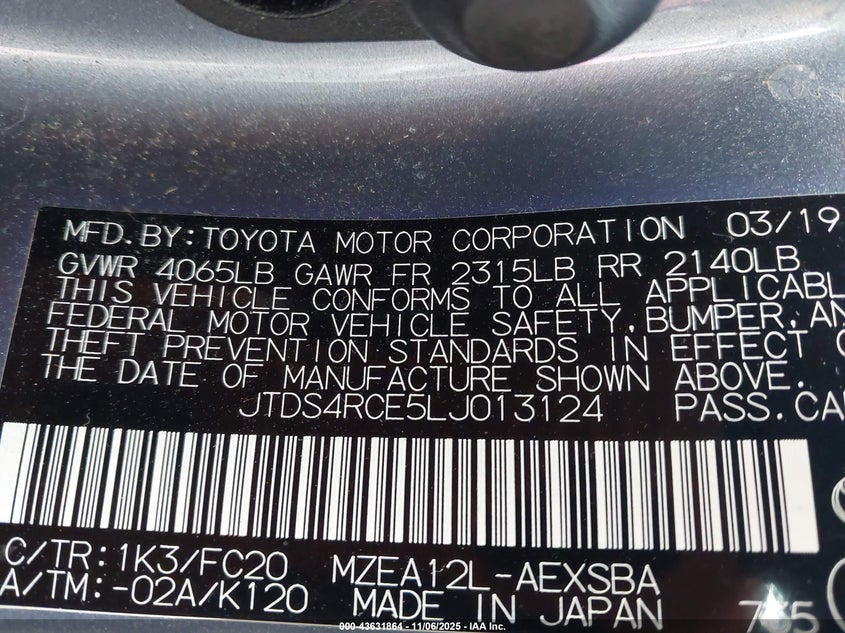 MFD.BY:TOYOTA MOTOR CORPORATION 03/19
GVWR 4065LB GAWR FR 2315LB RR 2140LB
THIS VEHICLE CONFORMS TO ALL APPLICABL
FEDERAL MOTOR VEHICLE SAFETY, BUMPER, AN
THEFT PREVENTION STANDARDS IN EFFECT O
THE DATE OF MANUFACTURE SHOWN ABOVE.
JTDS4RCE5LJ013124 PASS.CA
C/TR:1K3/FC20 MZEA12L-AEXSBA
A/TM:-02A/K120 MADE IN JAPAN
000-43631864 - 11/06/2025 - IAA Inc.